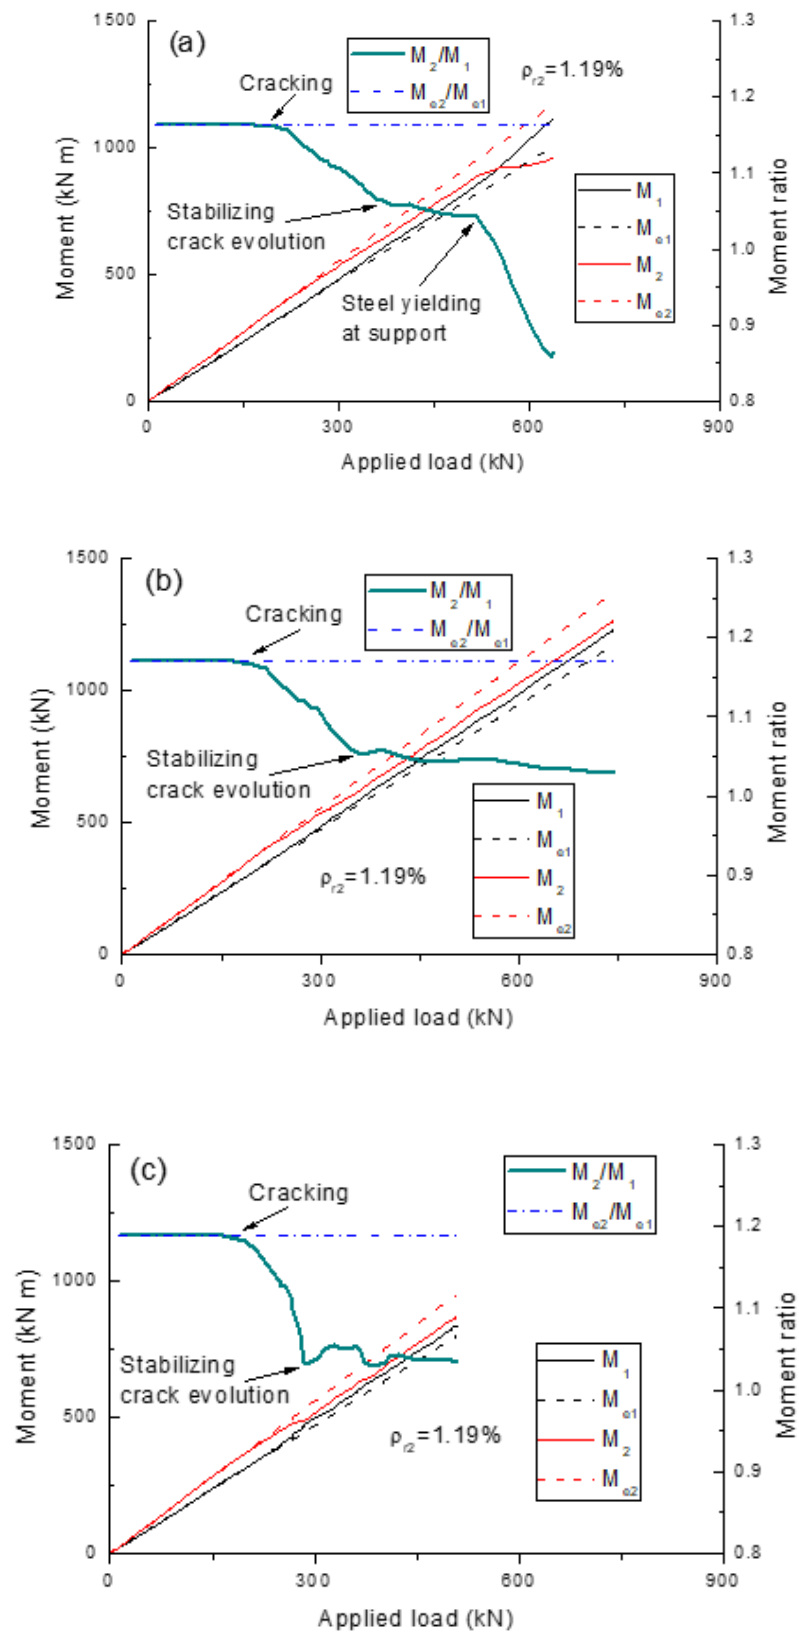 (a)
M2/M1
Me2/Me1
ρr2=1.19%
Cracking
Stabilizing
crack evolution
Steel yielding
at support
M1
Me1
M2
Me2
1500
1000
500
0
1.3
1.2
1.1
1.0
0.9
0.8
0
300
600
900
Moment (kN m)
Moment ratio
Applied load (kN)
(b)
M2/M1
Me2/Me1
Cracking
Stabilizing
crack evolution
ρr2=1.19%
M1
Me1
M2
Me2
1500
1000
500
0
1.3
1.2
1.1
1.0
0.9
0.8
0
300
600
900
Moment (kN)
Moment ratio
Applied load (kN)
(c)
M2/M1
Me2/Me1
Cracking
Stabilizing
crack evolution
ρr2=1.19%
M1
Me1
M2
Me2
1500
1000
500
0
1.3
1.2
1.1
1.0
0.9
0.8
0
300
600
900
Moment (kN m)
Moment ratio
Applied load (kN)